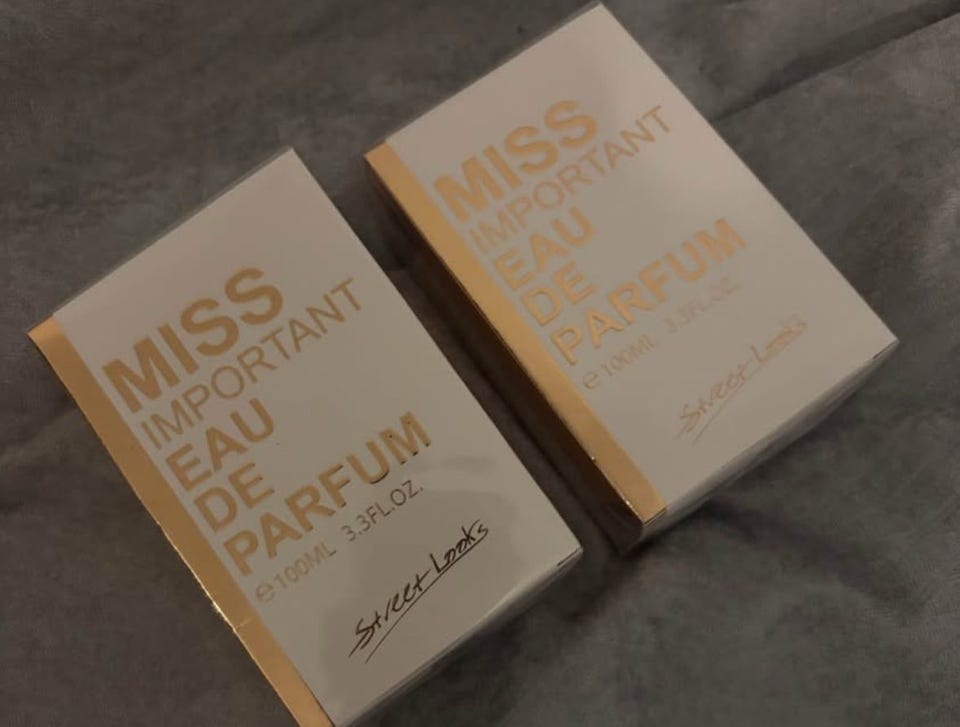 MISS
IMPORTANT
EAU
DE
PARFUM
℮100ML 3.3FL.OZ.
Street Looks
MISS
IMPORTANT
EAU
DE
PARFUM
℮100ML 3.3FL.OZ.
Street Looks